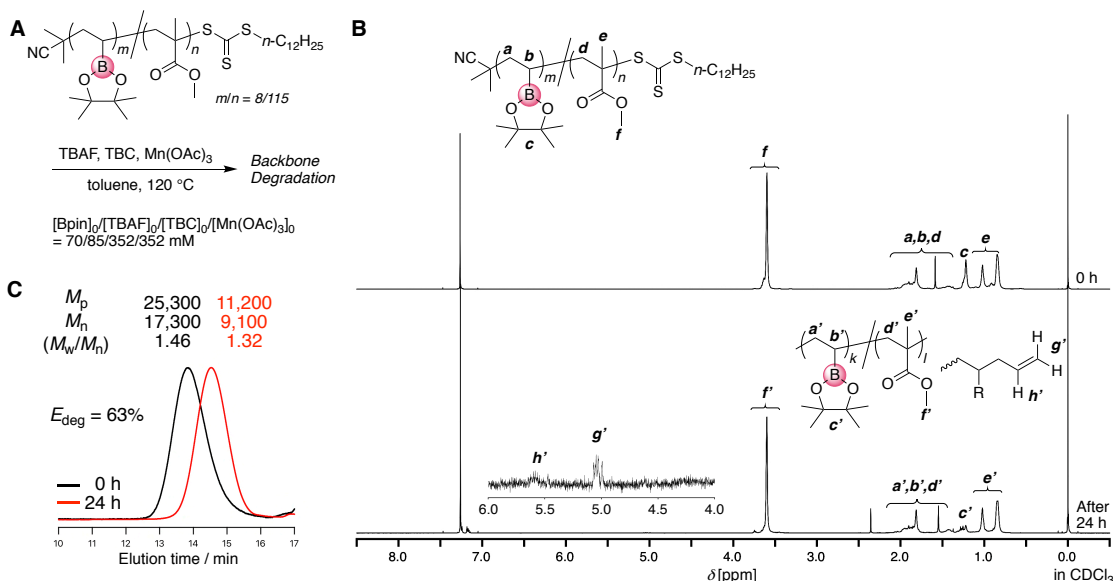 A
NC
m
n
S
S
S
n-C12H25
B
O
O
O
O
m/n = 8/115
TBAF, TBC, Mn(OAc)3
toluene, 120 °C
Backbone
Degradation
[Bpin]0/[TBAF]0/[TBC]0/[Mn(OAc)3]0
= 70/85/352/352 mM
C
Mp 25,300 11,200
Mn 17,300 9,100
(Mw/Mn) 1.46 1.32
Edeg = 63%
0 h
24 h
10 11 12 13 14 15 16 17
Elution time / min
B
a
b
d
e
NC
m
n
S
S
S
n-C12H25
B
O
O
O
O
f
c
f
a,b,d
c
e
0 h
a'
b'
d'
e'
k
l
B
O
O
O
O
f'
c'
H
H
H
R
g'
h'
f'
h'
g'
6.0 5.5 5.0 4.5 4.0
a',b',d'
c'
e'
After
24 h
8.0 7.0 6.0 5.0 4.0 3.0 2.0 1.0 0.0
δ[ppm]
in CDCl3